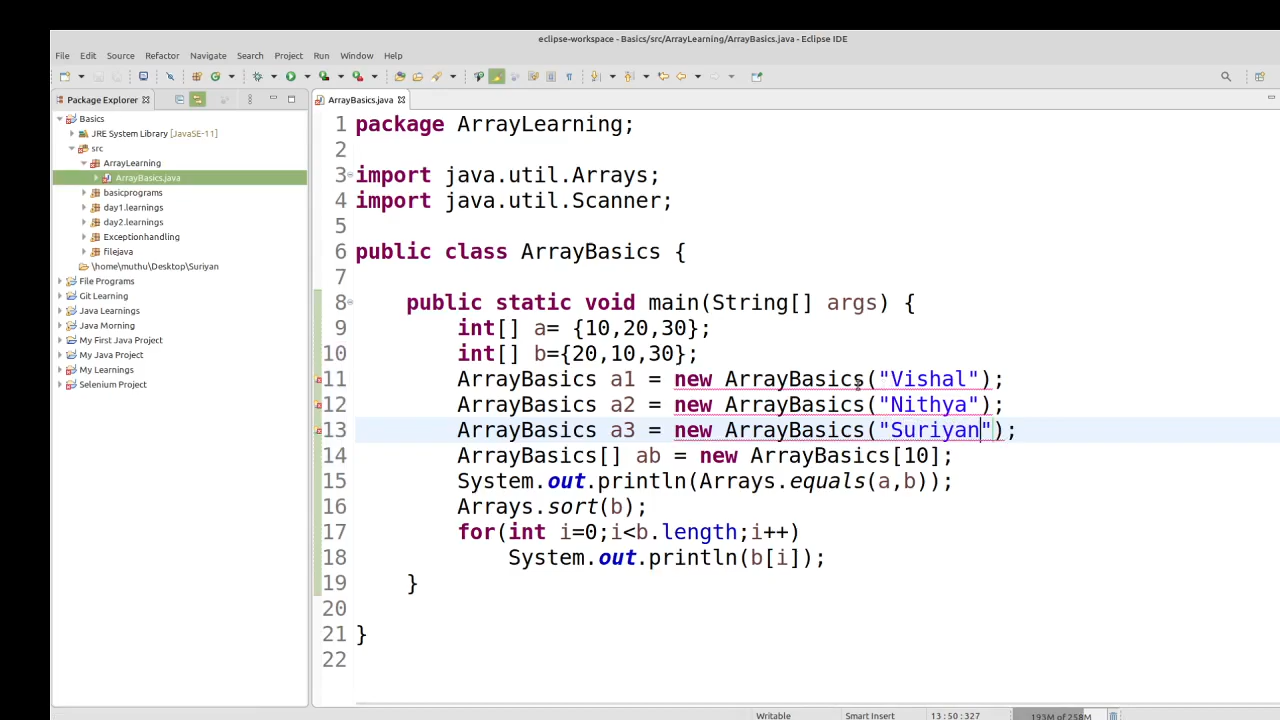 eclipse-workspace - Basics/src/ArrayLearning/ArrayBasics.java - Eclipse IDE
File Edit Source Refactor Navigate Search Project Run Window Help
Package Explorer
Basics
JRE System Library [JavaSE-11]
src
ArrayLearning
ArrayBasics.java
basicprograms
day1.learnings
day2.learnings
Exceptionhandling
filejava
\home\muthu\Desktop\Suriyan
File Programs
Git Learning
Java Learnings
Java Morning
My First Java Project
My Java Project
My Learnings
Selenium Project
ArrayBasics.java
1 package ArrayLearning;
2
3 import java.util.Arrays;
4 import java.util.Scanner;
5
6 public class ArrayBasics {
7
8 public static void main(String[] args) {
9 int[] a= {10,20,30};
10 int[] b={20,10,30};
11 ArrayBasics a1 = new ArrayBasics("Vishal");
12 ArrayBasics a2 = new ArrayBasics("Nithya");
13 ArrayBasics a3 = new ArrayBasics("Suriyan");
14 ArrayBasics[] ab = new ArrayBasics[10];
15 System.out.println(Arrays.equals(a,b));
16 Arrays.sort(b);
17 for(int i=0;i<b.length;i++)
18 System.out.println(b[i]);
19 }
20
21 }
22
Writable Smart Insert 13:50:327 193M of 258M